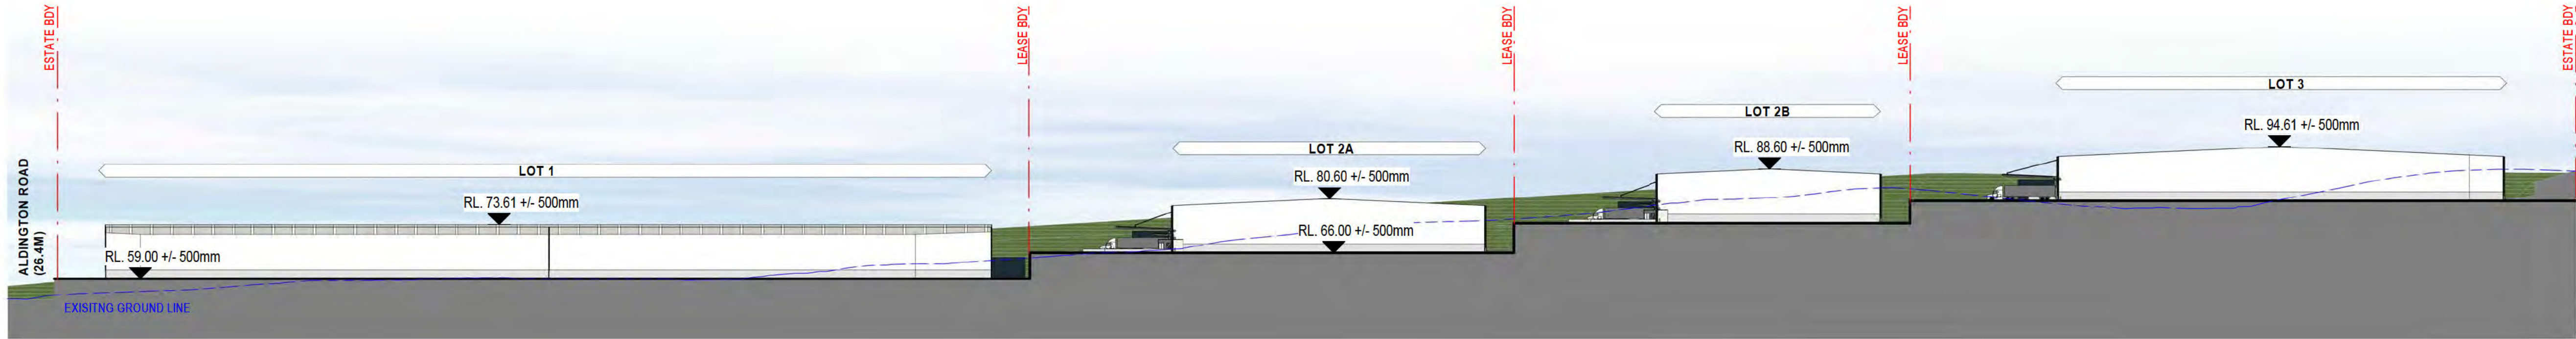 ESTATE BDY
LEASE BDY
LEASE BDY
LEASE BDY
ESTATE BDY
LOT 3
LOT 2B
RL. 94.61 +/- 500mm
LOT 2A
RL. 88.60 +/- 500mm
LOT 1
RL. 80.60 +/- 500mm
RL. 73.61 +/- 500mm
RL. 66.00 +/- 500mm
ALDINGTON ROAD
(26.4M)
RL. 59.00 +/- 500mm
EXISITNG GROUND LINE